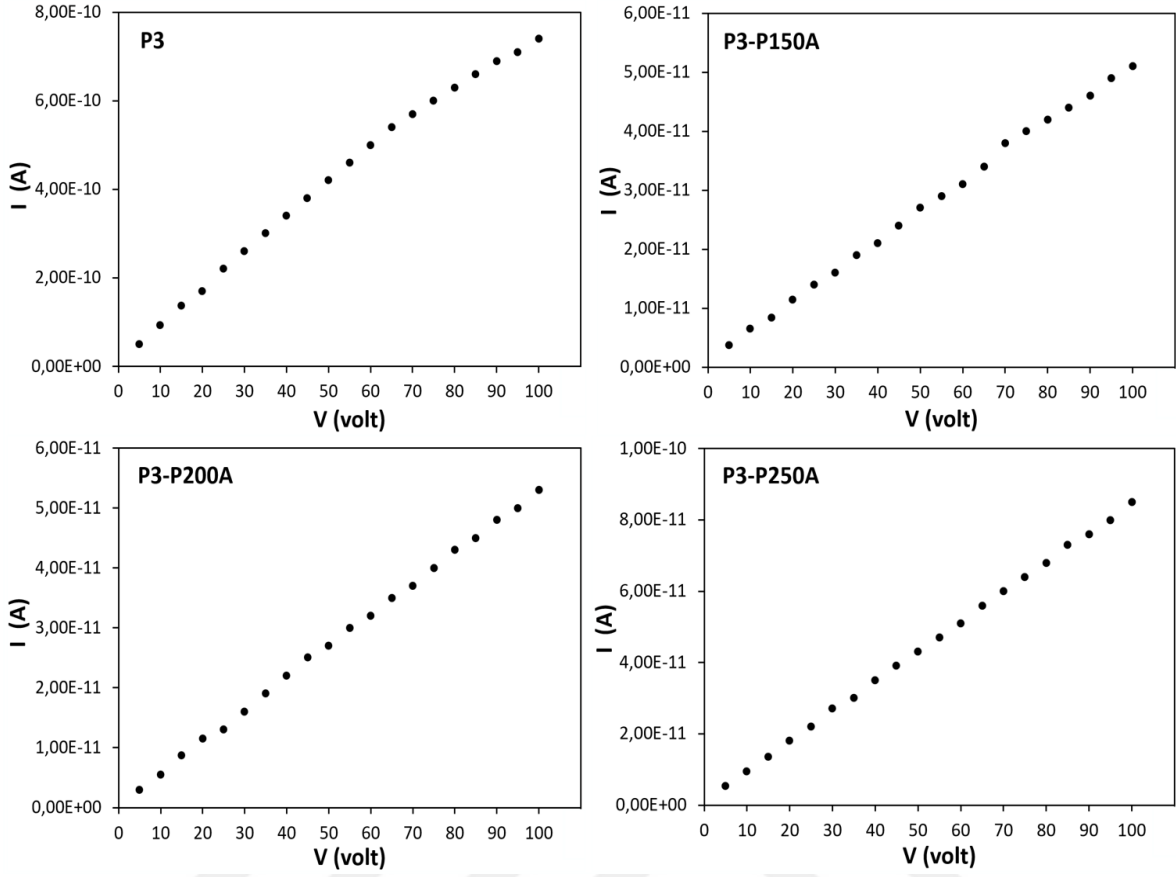 P3
I (A)
8,00E-10
6,00E-10
4,00E-10
2,00E-10
0,00E+00
0 10 20 30 40 50 60 70 80 90 100
V (volt)
P3-P150A
I (A)
6,00E-11
5,00E-11
4,00E-11
3,00E-11
2,00E-11
1,00E-11
0,00E+00
0 10 20 30 40 50 60 70 80 90 100
V (volt)
P3-P200A
I (A)
6,00E-11
5,00E-11
4,00E-11
3,00E-11
2,00E-11
1,00E-11
0,00E+00
0 10 20 30 40 50 60 70 80 90 100
V (volt)
P3-P250A
I (A)
1,00E-10
8,00E-11
6,00E-11
4,00E-11
2,00E-11
0,00E+00
0 10 20 30 40 50 60 70 80 90 100
V (volt)